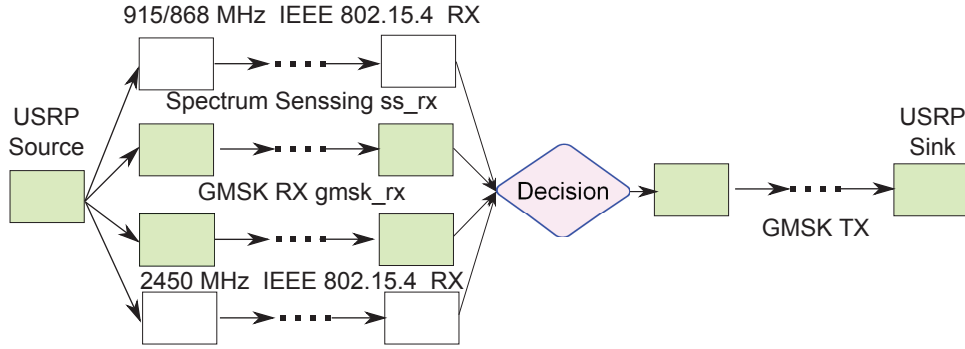 915/868 MHz IEEE 802.15.4 RX
Spectrum Senssing ss_rx
USRP
Source
GMSK RX gmsk_rx
2450 MHz IEEE 802.15.4 RX
Decision
GMSK TX
USRP
Sink